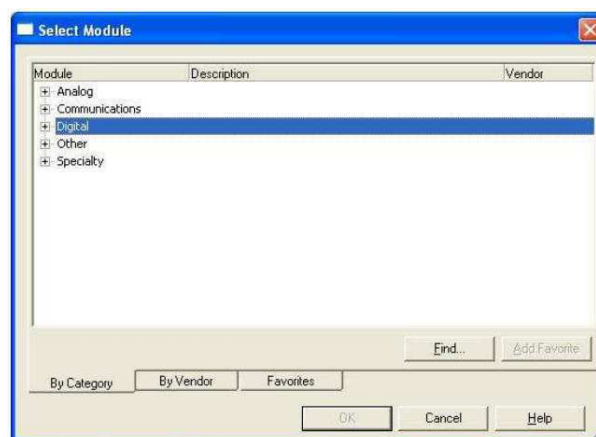 Select Module
Module Description Vendor
Analog
Communications
Digital
Other
Specialty
Find... Add Favorite
By Category By Vendor Favorites
OK Cancel Help